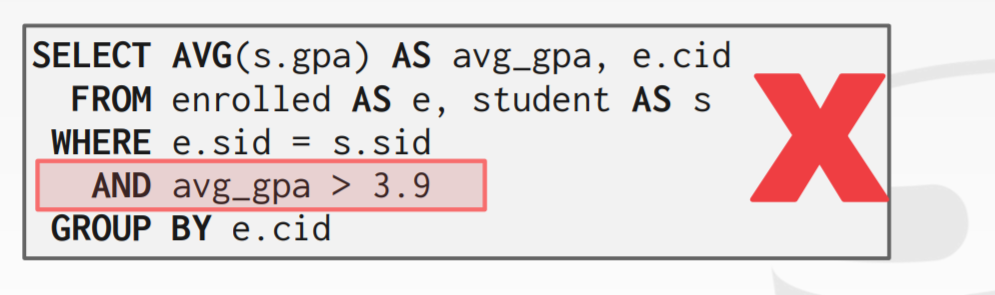 SELECT AVG(s.gpa) AS avg_gpa, e.cid
FROM enrolled AS e, student AS s
WHERE e.sid = s.sid
AND avg_gpa > 3.9
GROUP BY e.cid